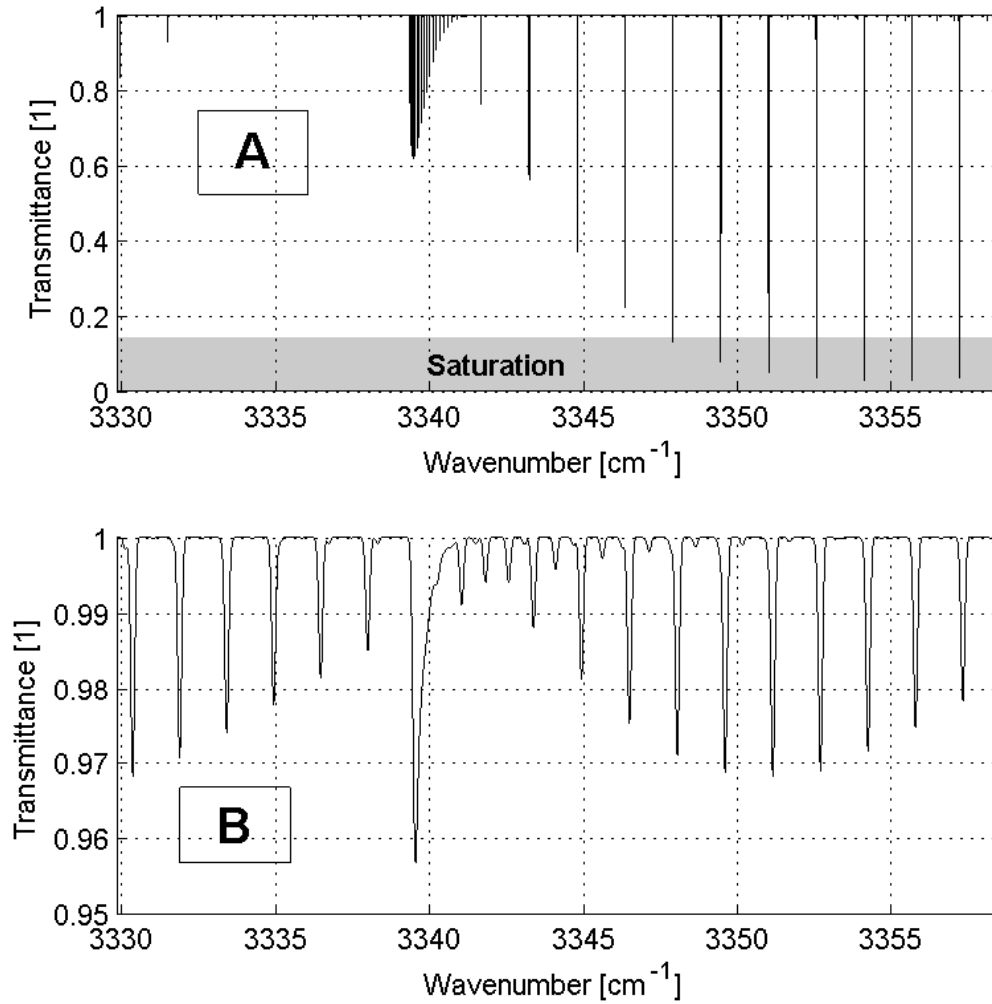 1
0.8
0.6
0.4
0.2
0
Transmittance [1]
A
Saturation
3330 3335 3340 3345 3350 3355
Wavenumber [cm⁻¹]
1
0.99
0.98
0.97
0.96
0.95
Transmittance [1]
B
3330 3335 3340 3345 3350 3355
Wavenumber [cm⁻¹]